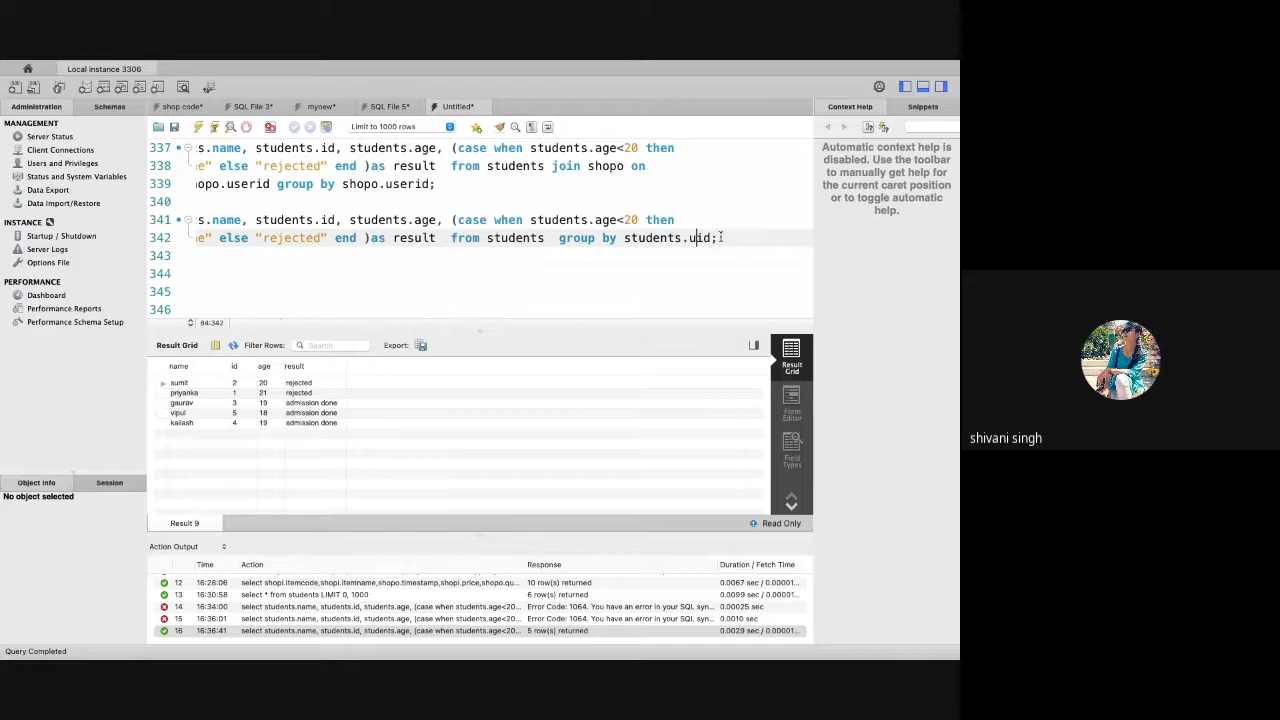 Local instance 3306
Administration Schemas shop code* SQL File 3* mynew* SQL File 5* Untitled* Context Help Snippets
MANAGEMENT
Server Status
Client Connections
Users and Privileges
Status and System Variables
Data Export
Data Import/Restore
INSTANCE
Startup / Shutdown
Server Logs
Options File
PERFORMANCE
Dashboard
Performance Reports
Performance Schema Setup
Object Info Session
No object selected
Limit to 1000 rows
337 s.name, students.id, students.age, (case when students.age<20 then
338 e" else "rejected" end )as result from students join shopo on
339 opo.userid group by shopo.userid;
340
341 s.name, students.id, students.age, (case when students.age<20 then
342 e" else "rejected" end )as result from students group by students.uid;
343
344
345
346
84:342
Result Grid Filter Rows: Search Export:
name id age result
sumit 2 20 rejected
priyanka 1 21 rejected
gaurav 3 19 admission done
vipul 5 18 admission done
kailash 4 19 admission done
Result Grid
Form Editor
Field Types
Result 9 Read Only
Action Output
Time Action Response Duration / Fetch Time
12 16:28:06 select shopi.itemcode,shopi.itemname,shopo.timestamp,shopi.price,shopo.qu... 10 row(s) returned 0.0067 sec / 0.00001...
13 16:30:58 select * from students LIMIT 0, 1000 6 row(s) returned 0.0099 sec / 0.00001...
14 16:34:00 select students.name, students.id, students.age, (case when students.age<20... Error Code: 1064. You have an error in your SQL syn... 0.00025 sec
15 16:36:01 select students.name, students.id, students.age, (case when students.age<20... Error Code: 1064. You have an error in your SQL syn... 0.0010 sec
16 16:36:41 select students.name, students.id, students.age, (case when students.age<20... 5 row(s) returned 0.0029 sec / 0.00001...
Query Completed
Automatic context help is
disabled. Use the toolbar
to manually get help for
the current caret position
or to toggle automatic
help.
shivani singh